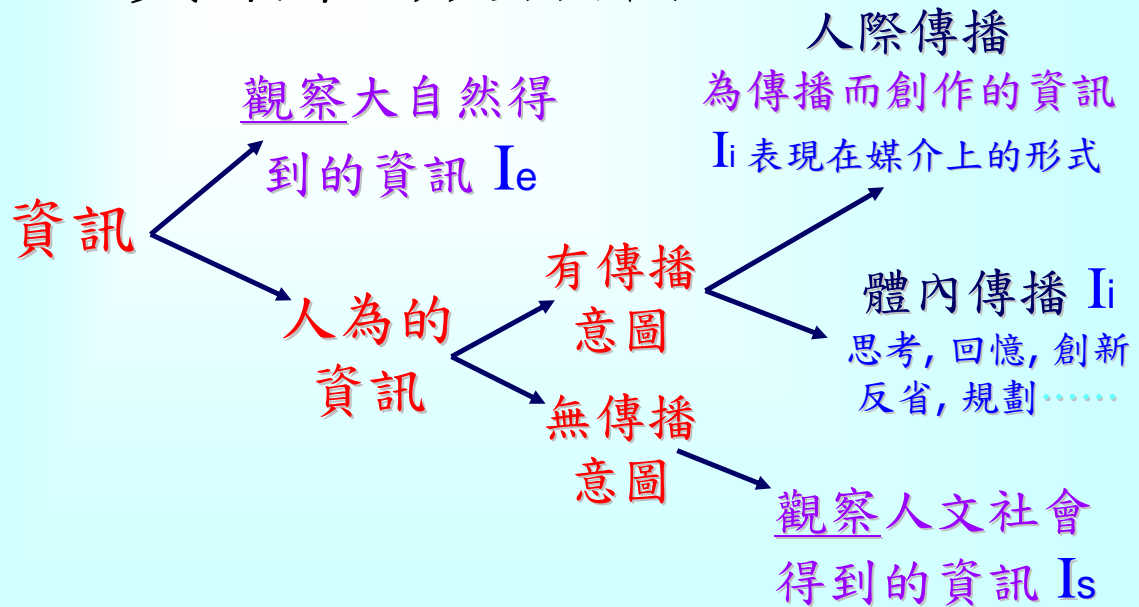 人際傳播
為傳播而創作的資訊
Ii 表現在媒介上的形式
觀察大自然得
到的資訊 Ie
資訊
人為的
資訊
有傳播
意圖
體內傳播 Ii
思考, 回憶, 創新
反省, 規劃……
無傳播
意圖
觀察人文社會
得到的資訊 Is